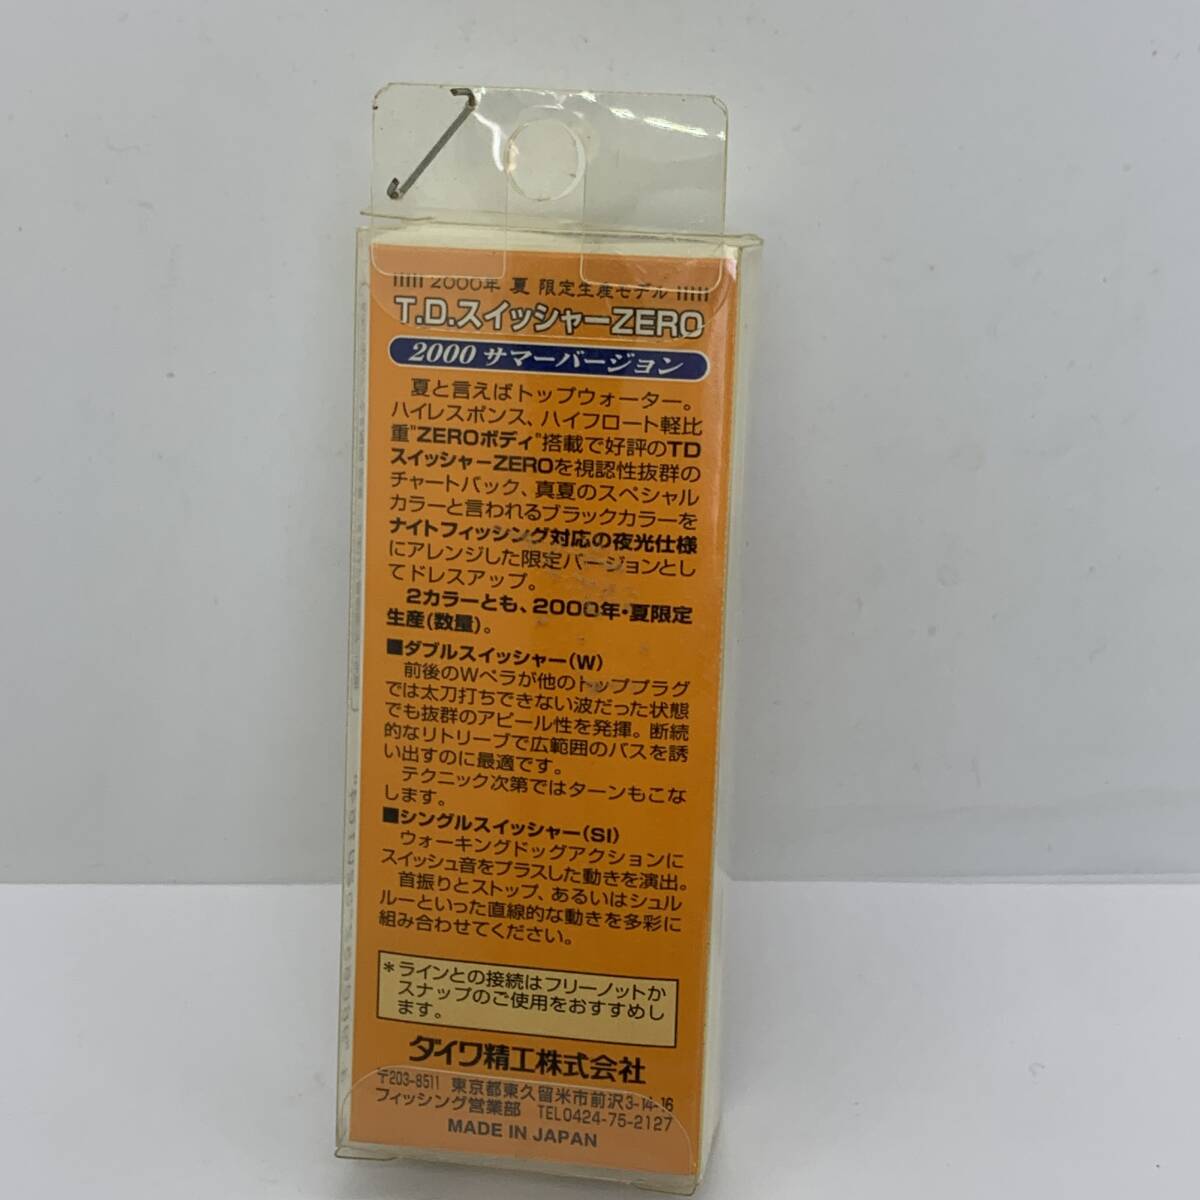 2000年 夏 限定生産モデル
T.D.スイッシャーZERO
2000 サマーバージョン
夏と言えばトップウォーター。
ハイレスポンス、ハイフロート軽比
重"ZEROボディ"搭載で好評のTD
スイッシャーZEROを視認性抜群の
チャートバック、真夏のスペシャル
カラーと言われるブラックカラーを
ナイトフィッシング対応の夜光仕様
にアレンジした限定バージョンとし
てドレスアップ。
2カラーとも、2000年・夏限定
生産(数量)。
■ダブルスイッシャー(W)
前後のWペラが他のトッププラグ
では太刀打ちできない波だった状態
でも抜群のアピール性を発揮。断続
的なリトリーブで広範囲のバスを誘
い出すのに最適です。
テクニック次第ではターンもこな
します。
■シングルスイッシャー(SI)
ウォーキングドッグアクションに
スイッシュ音をプラスした動きを演出。
首振りとストップ、あるいはシュル
ルーといった直線的な動きを多彩に
組み合わせてください。
*ラインとの接続はフリーノットか
スナップのご使用をおすすめし
ます。
ダイワ精工株式会社
〒203-8511 東京都東久留米市前沢3-14-16
フィッシング営業部 TEL0424-75-2127
MADE IN JAPAN